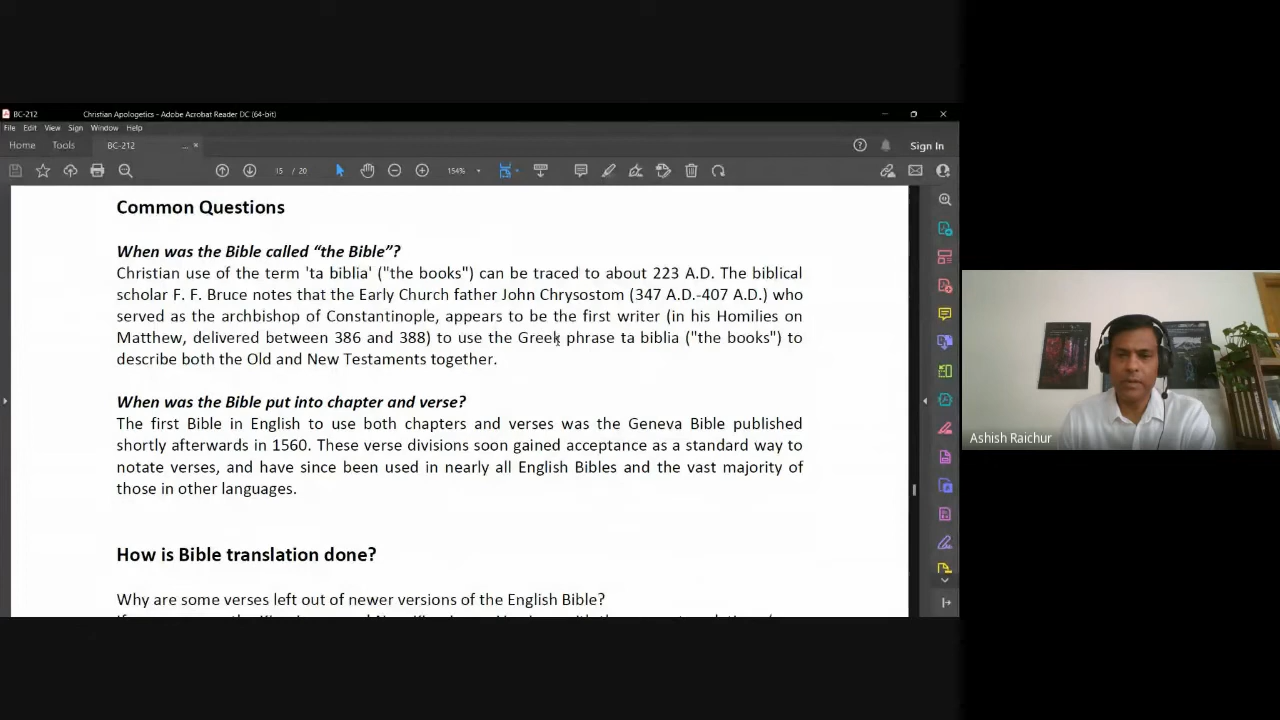 BC-212 Christian Apologetics - Adobe Acrobat Reader DC (64-bit)
File Edit View Sign Window Help
Home Tools BC-212 ... × Sign In
15 / 20 154%
Common Questions
When was the Bible called “the Bible”?
Christian use of the term 'ta biblia' ("the books") can be traced to about 223 A.D. The biblical
scholar F. F. Bruce notes that the Early Church father John Chrysostom (347 A.D.-407 A.D.) who
served as the archbishop of Constantinople, appears to be the first writer (in his Homilies on
Matthew, delivered between 386 and 388) to use the Greek phrase ta biblia ("the books") to
describe both the Old and New Testaments together.
When was the Bible put into chapter and verse?
The first Bible in English to use both chapters and verses was the Geneva Bible published
shortly afterwards in 1560. These verse divisions soon gained acceptance as a standard way to
notate verses, and have since been used in nearly all English Bibles and the vast majority of
those in other languages.
How is Bible translation done?
Why are some verses left out of newer versions of the English Bible?
Ashish Raichur